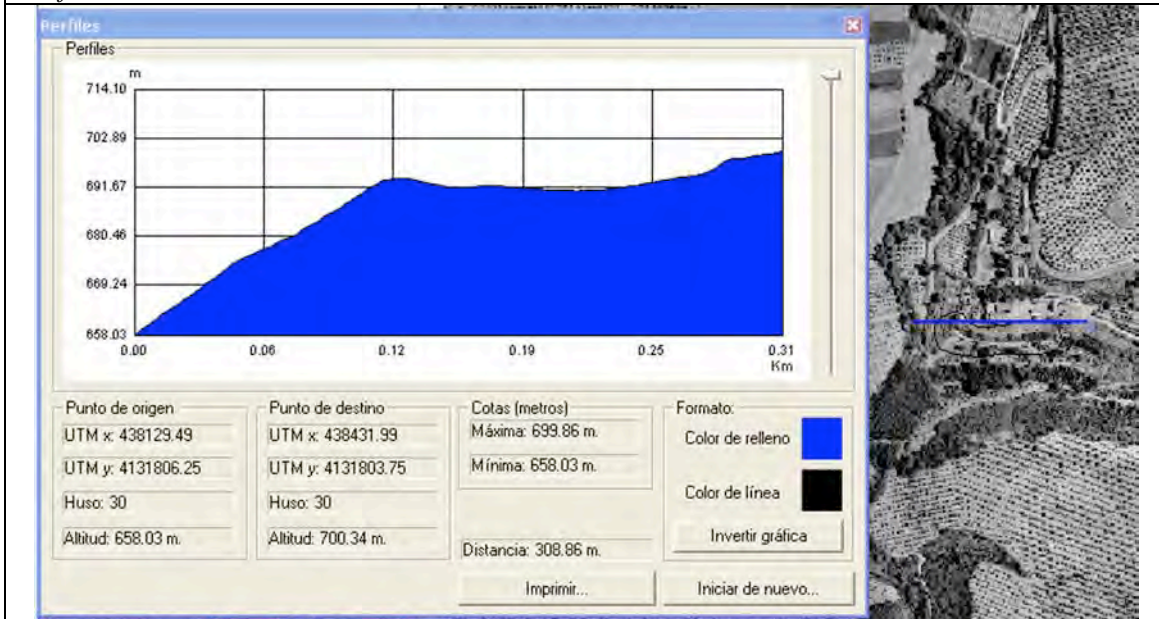 Perfiles
Perfiles
m
714.10
702.89
691.67
680.46
669.24
658.03
0.00 0.06 0.12 0.19 0.25 0.31
Km
Punto de origen
UTM x: 438129.49
UTM y: 4131806.25
Huso: 30
Altitud: 658.03 m.
Punto de destino
UTM x: 438431.99
UTM y: 4131803.75
Huso: 30
Altitud: 700.34 m.
Cotas (metros)
Máxima: 699.86 m.
Mínima: 658.03 m.
Distancia: 308.86 m.
Formato:
Color de relleno
Color de línea
Invertir gráfica
Imprimir...
Iniciar de nuevo...